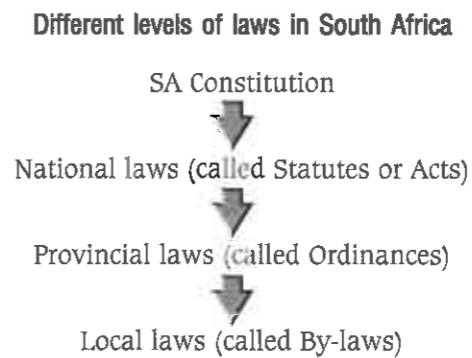 Different levels of laws in South Africa
SA Constitution
National laws (called Statutes or Acts)
Provincial laws (called Ordinances)
Local laws (called By-laws)